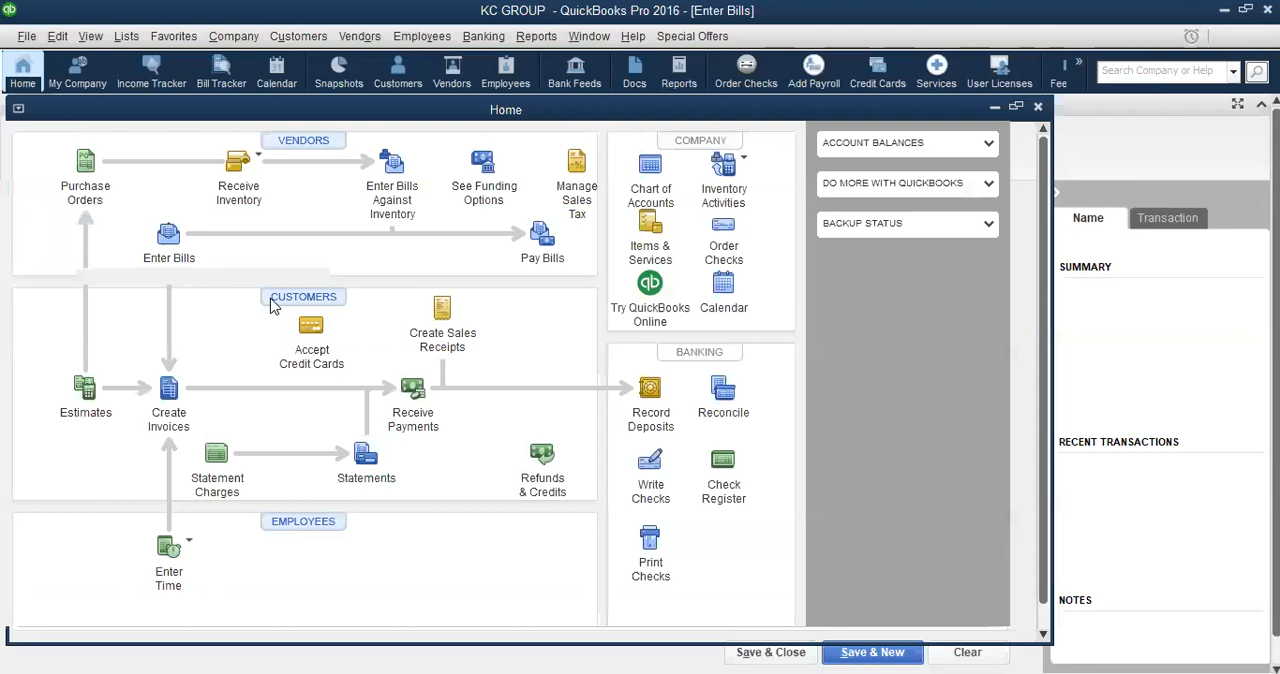 KC GROUP - QuickBooks Pro 2016 - [Enter Bills]
File Edit View Lists Favorites Company Customers Vendors Employees Banking Reports Window Help Special Offers
Home My Company Income Tracker Bill Tracker Calendar Snapshots Customers Vendors Employees Bank Feeds Docs Reports Order Checks Add Payroll Credit Cards Services User Licenses Fee
Search Company or Help
Home
VENDORS
Purchase
Orders
Receive
Inventory
Enter Bills
Against
Inventory
See Funding
Options
Manage
Sales
Tax
Enter Bills
Pay Bills
CUSTOMERS
Accept
Credit Cards
Create Sales
Receipts
Estimates
Create
Invoices
Receive
Payments
Statement
Charges
Statements
Refunds
& Credits
EMPLOYEES
Enter
Time
COMPANY
Chart of
Accounts
Inventory
Activities
Items &
Services
Order
Checks
Try QuickBooks
Online
Calendar
BANKING
Record
Deposits
Reconcile
Write
Checks
Check
Register
Print
Checks
ACCOUNT BALANCES
DO MORE WITH QUICKBOOKS
BACKUP STATUS
Name Transaction
SUMMARY
RECENT TRANSACTIONS
NOTES
Save & Close Save & New Clear